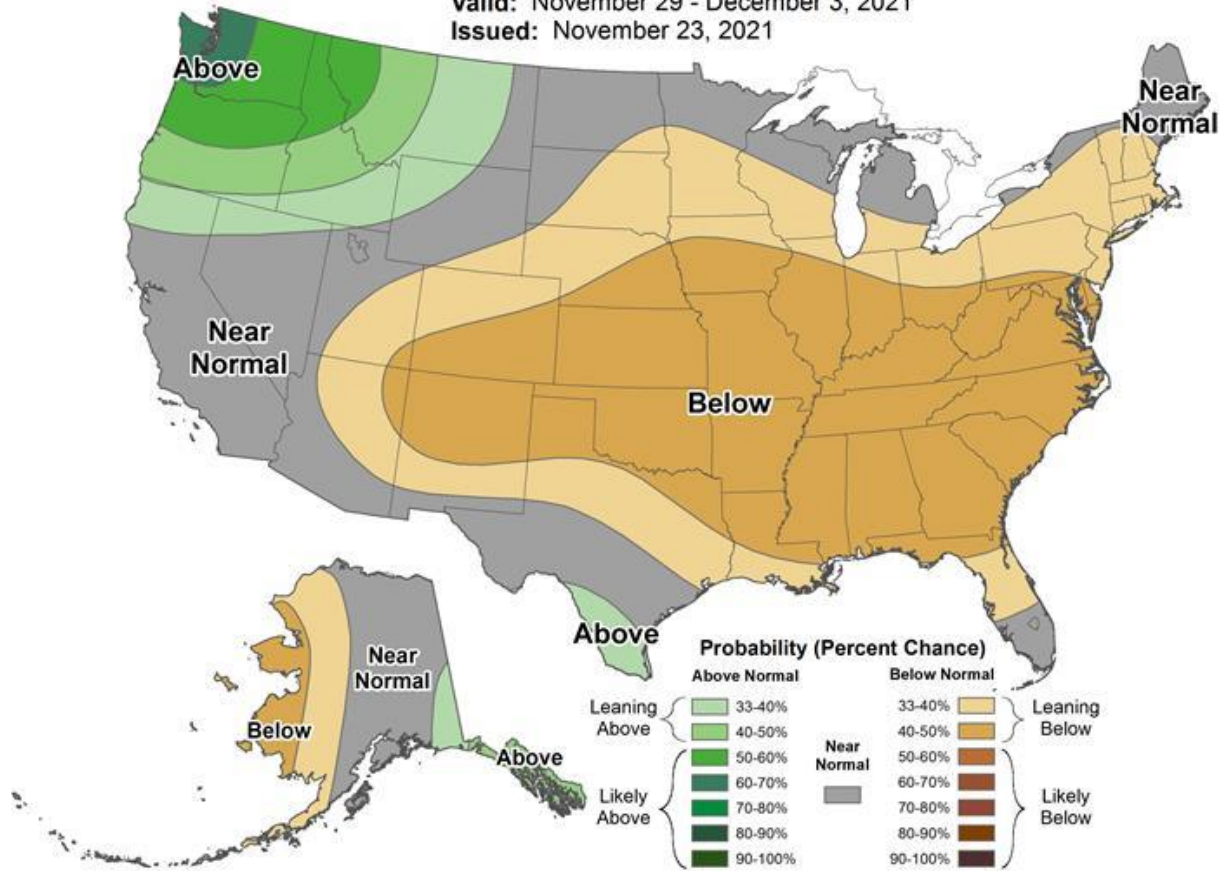 Valid: November 29 - December 3, 2021
Issued: November 23, 2021
Above
Near
Normal
Near
Normal
Below
Above
Near
Normal
Below
Above
Probability (Percent Chance)
Above Normal
Below Normal
Leaning
Above
33-40%
40-50%
Likely
Above
50-60%
60-70%
70-80%
80-90%
90-100%
Near
Normal
33-40%
40-50%
Leaning
Below
50-60%
60-70%
70-80%
80-90%
90-100%
Likely
Below